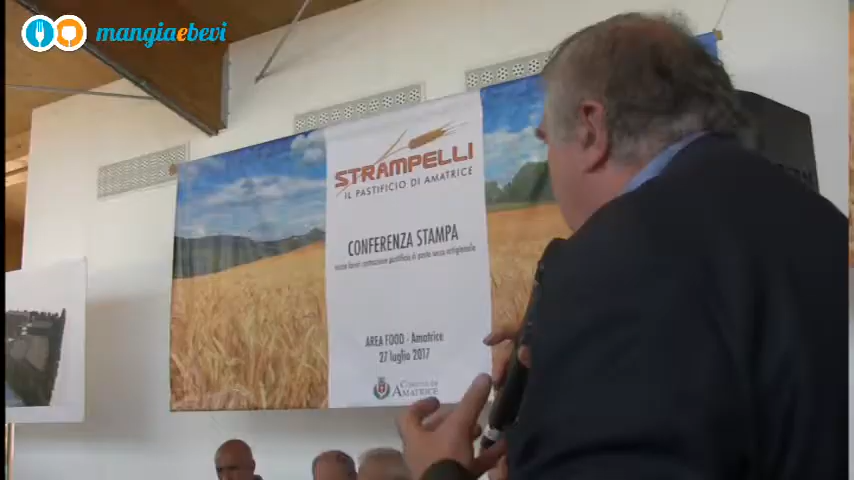 mangiaebevi
STRAMPELLI
IL PASTIFICIO DI AMATRICE
CONFERENZA STAMPA
AREA FOOD - Amatrice
27 luglio 2017
COMUNE DI
AMATRICE